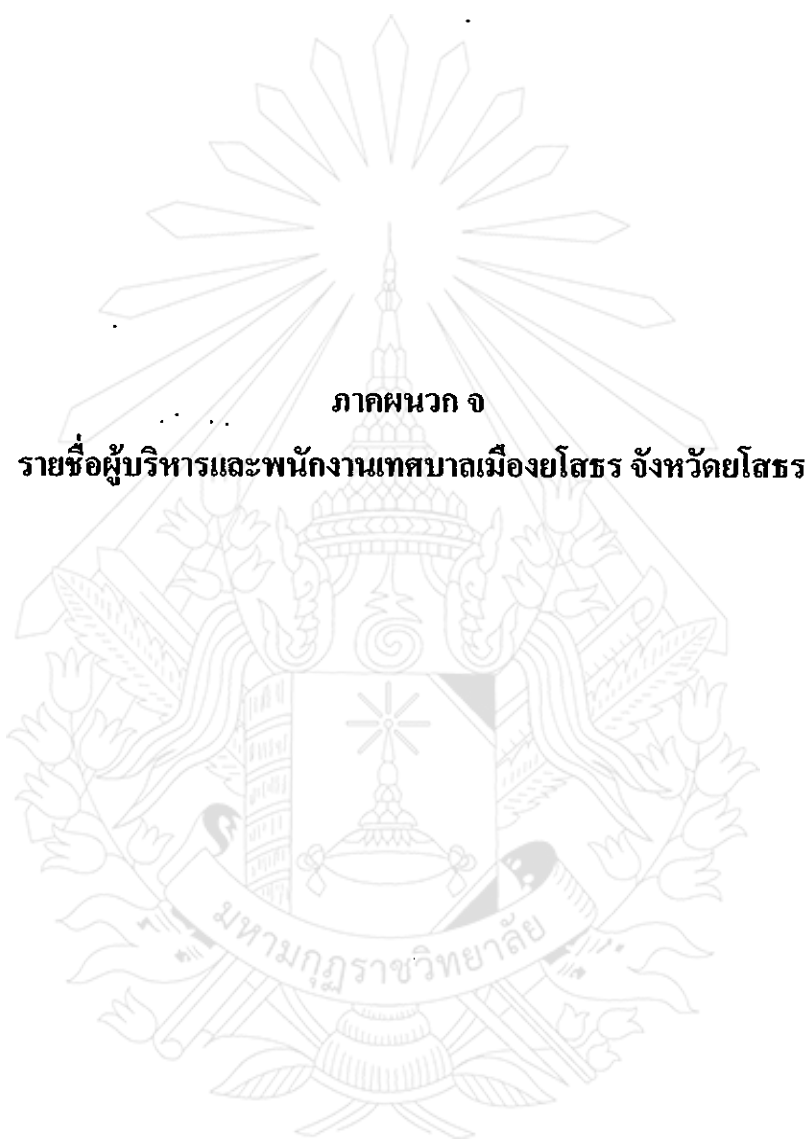 ภาคผนวก จ
รายชื่อผู้บริหารและพนักงานเทศบาลเมืองยโสธร จังหวัดยโสธร
มหามกุฏราชวิทยาลัย